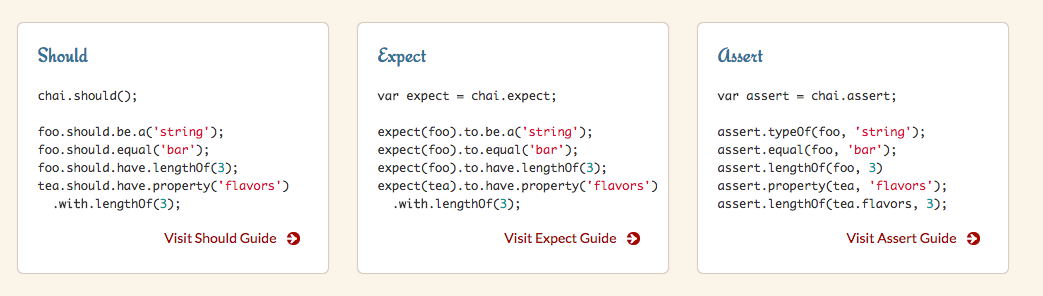 Should
chai.should();
foo.should.be.a('string');
foo.should.equal('bar');
foo.should.have.lengthOf(3);
tea.should.have.property('flavors')
  .with.lengthOf(3);
Visit Should Guide
Expect
var expect = chai.expect;
expect(foo).to.be.a('string');
expect(foo).to.equal('bar');
expect(foo).to.have.lengthOf(3);
expect(tea).to.have.property('flavors')
  .with.lengthOf(3);
Visit Expect Guide
Assert
var assert = chai.assert;
assert.typeOf(foo, 'string');
assert.equal(foo, 'bar');
assert.lengthOf(foo, 3)
assert.property(tea, 'flavors');
assert.lengthOf(tea.flavors, 3);
Visit Assert Guide